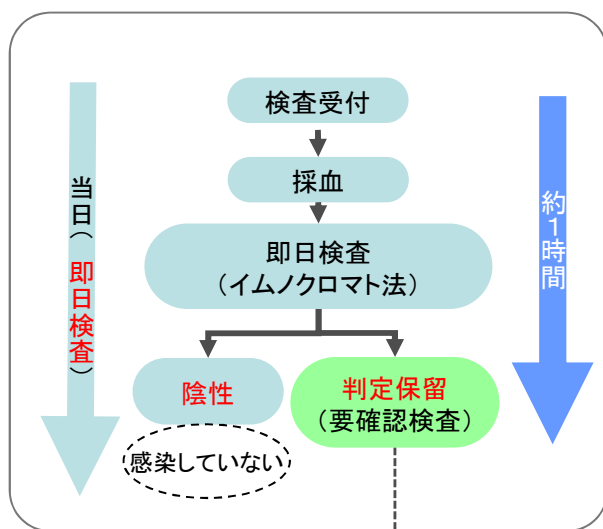 検査受付
採血
即日検査
（イムノクロマト法）
陰性
感染していない
判定保留
（要確認検査）
当日（即日検査）
約１時間